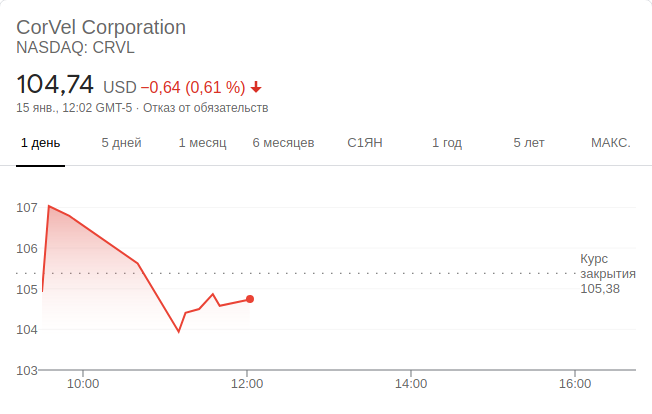 CorVel Corporation
NASDAQ: CRVL
104,74 USD −0,64 (0,61 %)
15 янв., 12:02 GMT-5 · Отказ от обязательств
1 день 5 дней 1 месяц 6 месяцев С1ЯН 1 год 5 лет МАКС.
107
106
Курс
закрытия
105,38
105
104
103
10:00 12:00 14:00 16:00